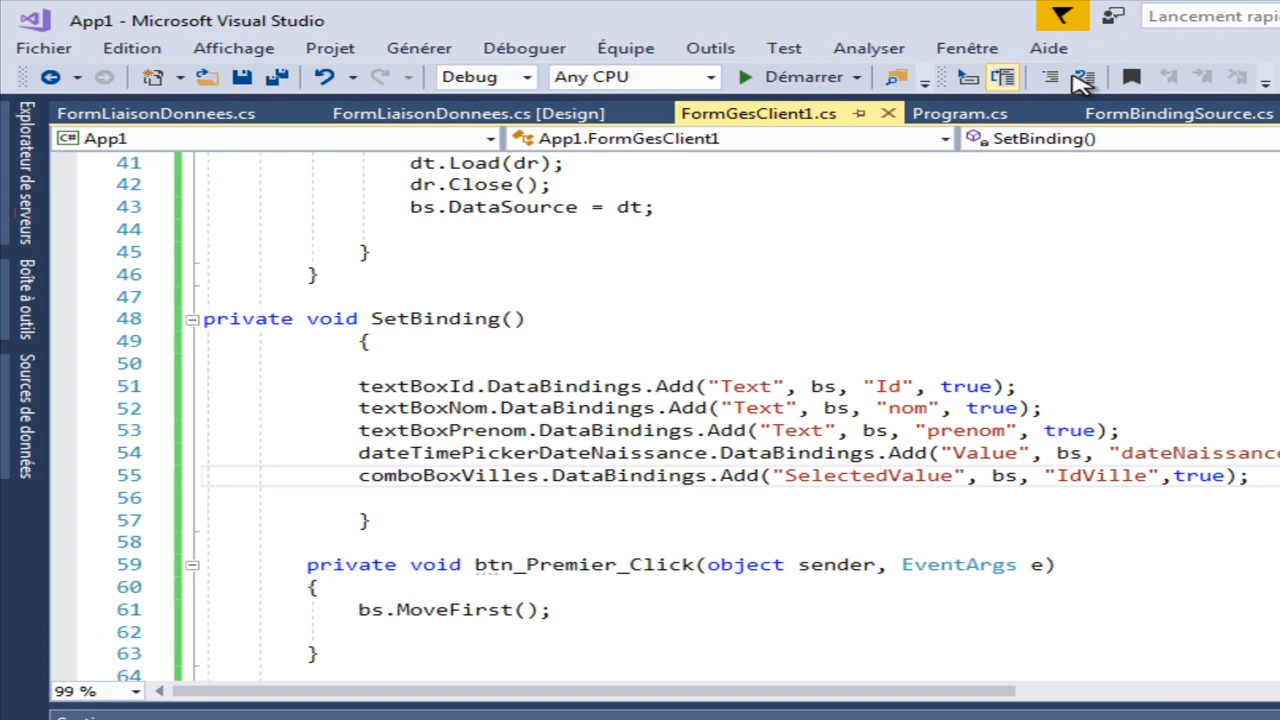 App1 - Microsoft Visual Studio
Lancement rapi
Fichier Edition Affichage Projet Générer Déboguer Équipe Outils Test Analyser Fenêtre Aide
Debug Any CPU Démarrer
FormLiaisonDonnees.cs FormLiaisonDonnees.cs [Design] FormGesClient1.cs Program.cs FormBindingSource.cs
C# App1 App1.FormGesClient1 SetBinding()
Explorateur de serveurs
Boîte à outils
Sources de données
41 dt.Load(dr);
42 dr.Close();
43 bs.DataSource = dt;
44
45 }
46 }
47
48 private void SetBinding()
49 {
50
51 textBoxId.DataBindings.Add("Text", bs, "Id", true);
52 textBoxNom.DataBindings.Add("Text", bs, "nom", true);
53 textBoxPrenom.DataBindings.Add("Text", bs, "prenom", true);
54 dateTimePickerDateNaissance.DataBindings.Add("Value", bs, "dateNaissance
55 comboBoxVilles.DataBindings.Add("SelectedValue", bs, "IdVille",true);
56
57 }
58
59 private void btn_Premier_Click(object sender, EventArgs e)
60 {
61 bs.MoveFirst();
62
63 }
64
99 %